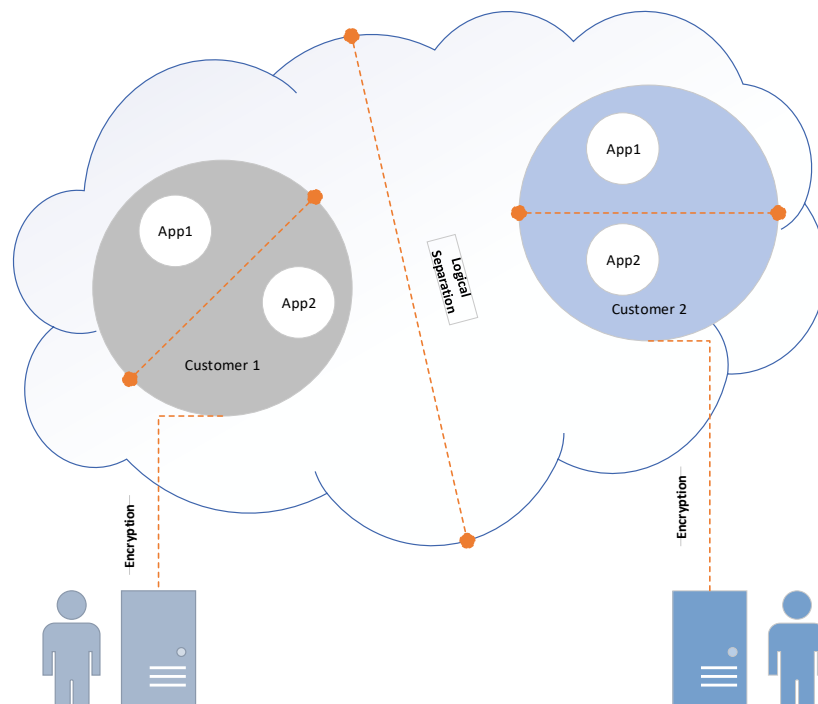 App1
App2
Customer 1
Logical
Separation
App1
App2
Customer 2
Encryption
Encryption